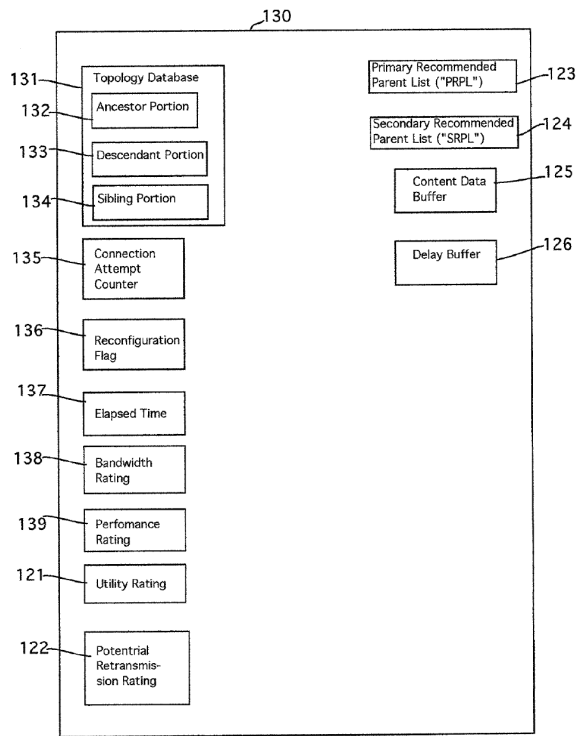 130
131
Topology Database
132
Ancestor Portion
133
Descendant Portion
134
Sibling Portion
135
Connection
Attempt
Counter
136
Reconfiguration
Flag
137
Elapsed Time
138
Bandwidth
Rating
139
Perfomance
Rating
121
Utility Rating
122
Potentrial
Retransmis-
sion Rating
Primary Recommended
Parent List ("PRPL")
123
Secondary Recommended
Parent List ("SRPL")
124
Content Data
Buffer
125
Delay Buffer
126